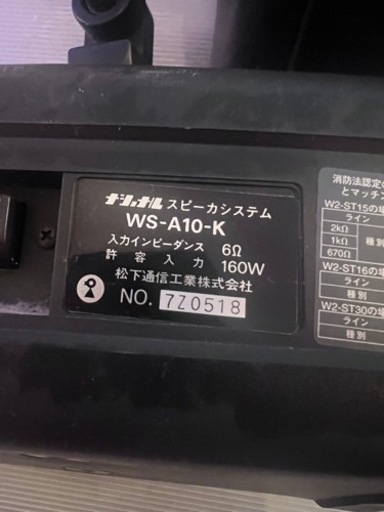 ナショナル スピーカシステム
WS-A10-K
入力インピーダンス 6Ω
許容入力 160W
松下通信工業株式会社
NO. 7Z0518
消防法認定の
とマッチン
W2-ST15の場
ライン
2kΩ
1kΩ
670Ω
W2-ST16の場
ライン
種別
W2-ST30の場
ライン
種別